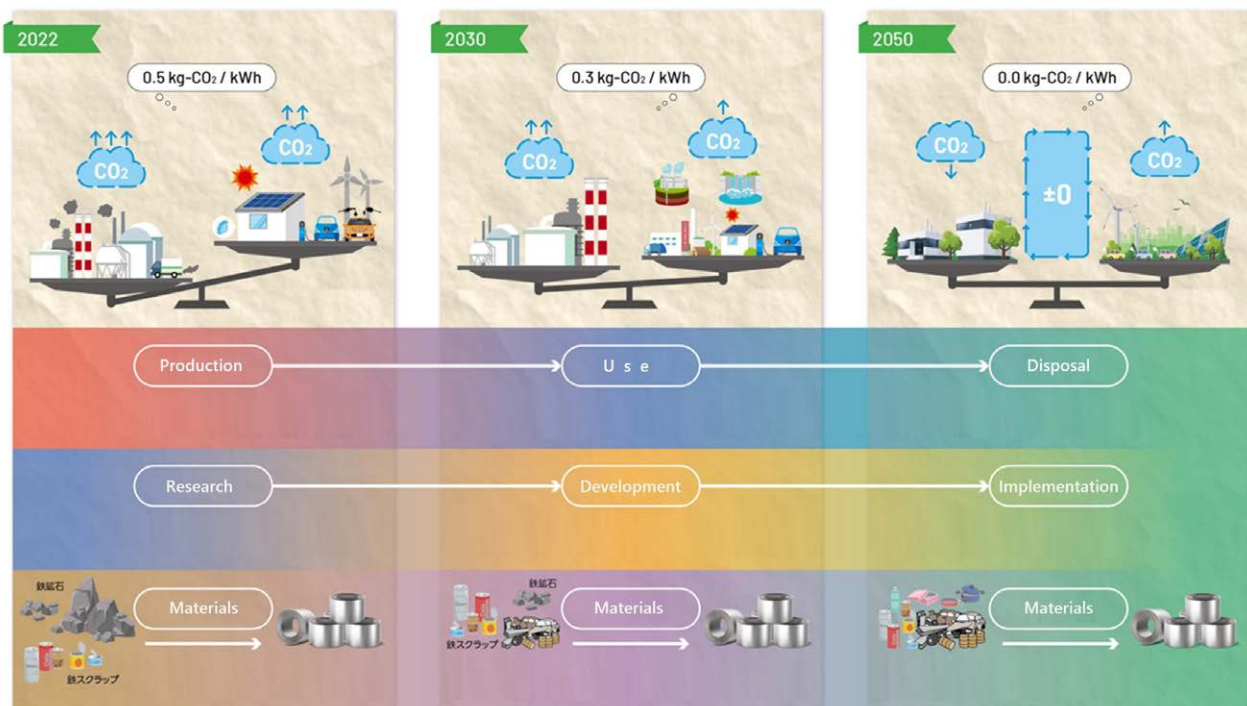 2022
2030
2050
0.5 kg-CO₂ / kWh
0.3 kg-CO₂ / kWh
0.0 kg-CO₂ / kWh
CO₂
CO₂
CO₂
CO₂
CO₂
±0
CO₂
Production
U s e
Disposal
Research
Development
Implementation
鉄鉱石
Materials
鉄スクラップ
鉄鉱石
Materials
鉄スクラップ
Materials